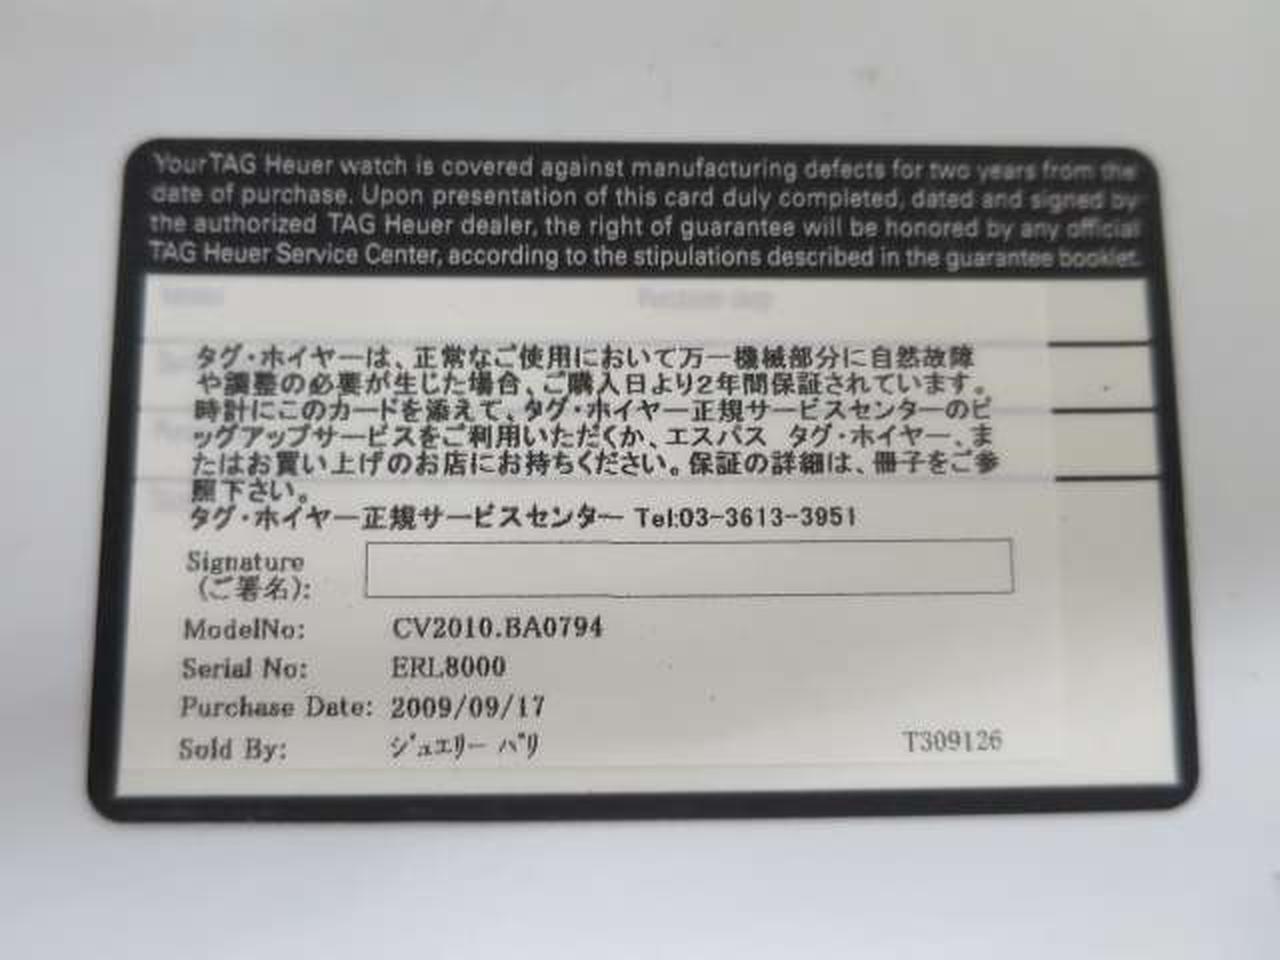 Your TAG Heuer watch is covered against manufacturing defects for two years from the
date of purchase. Upon presentation of this card duly completed, dated and signed by
the authorized TAG Heuer dealer, the right of guarantee will be honored by any official
TAG Heuer Service Center, according to the stipulations described in the guarantee booklet.
タグ・ホイヤーは、正常なご使用において万一機械部分に自然故障
や調整の必要が生じた場合、ご購入日より2年間保証されています。
時計にこのカードを添えて、タグ・ホイヤー正規サービスセンターのピ
ックアップサービスをご利用いただくか、エスパス タグ・ホイヤー、ま
たはお買い上げのお店にお持ちください。保証の詳細は、冊子をご参
照下さい。
タグ・ホイヤー正規サービスセンター Tel:03-3613-3951
Signature
(ご署名):
ModelNo: CV2010.BA0794
Serial No: ERL8000
Purchase Date: 2009/09/17
Sold By: ジュエリー パリ T309126